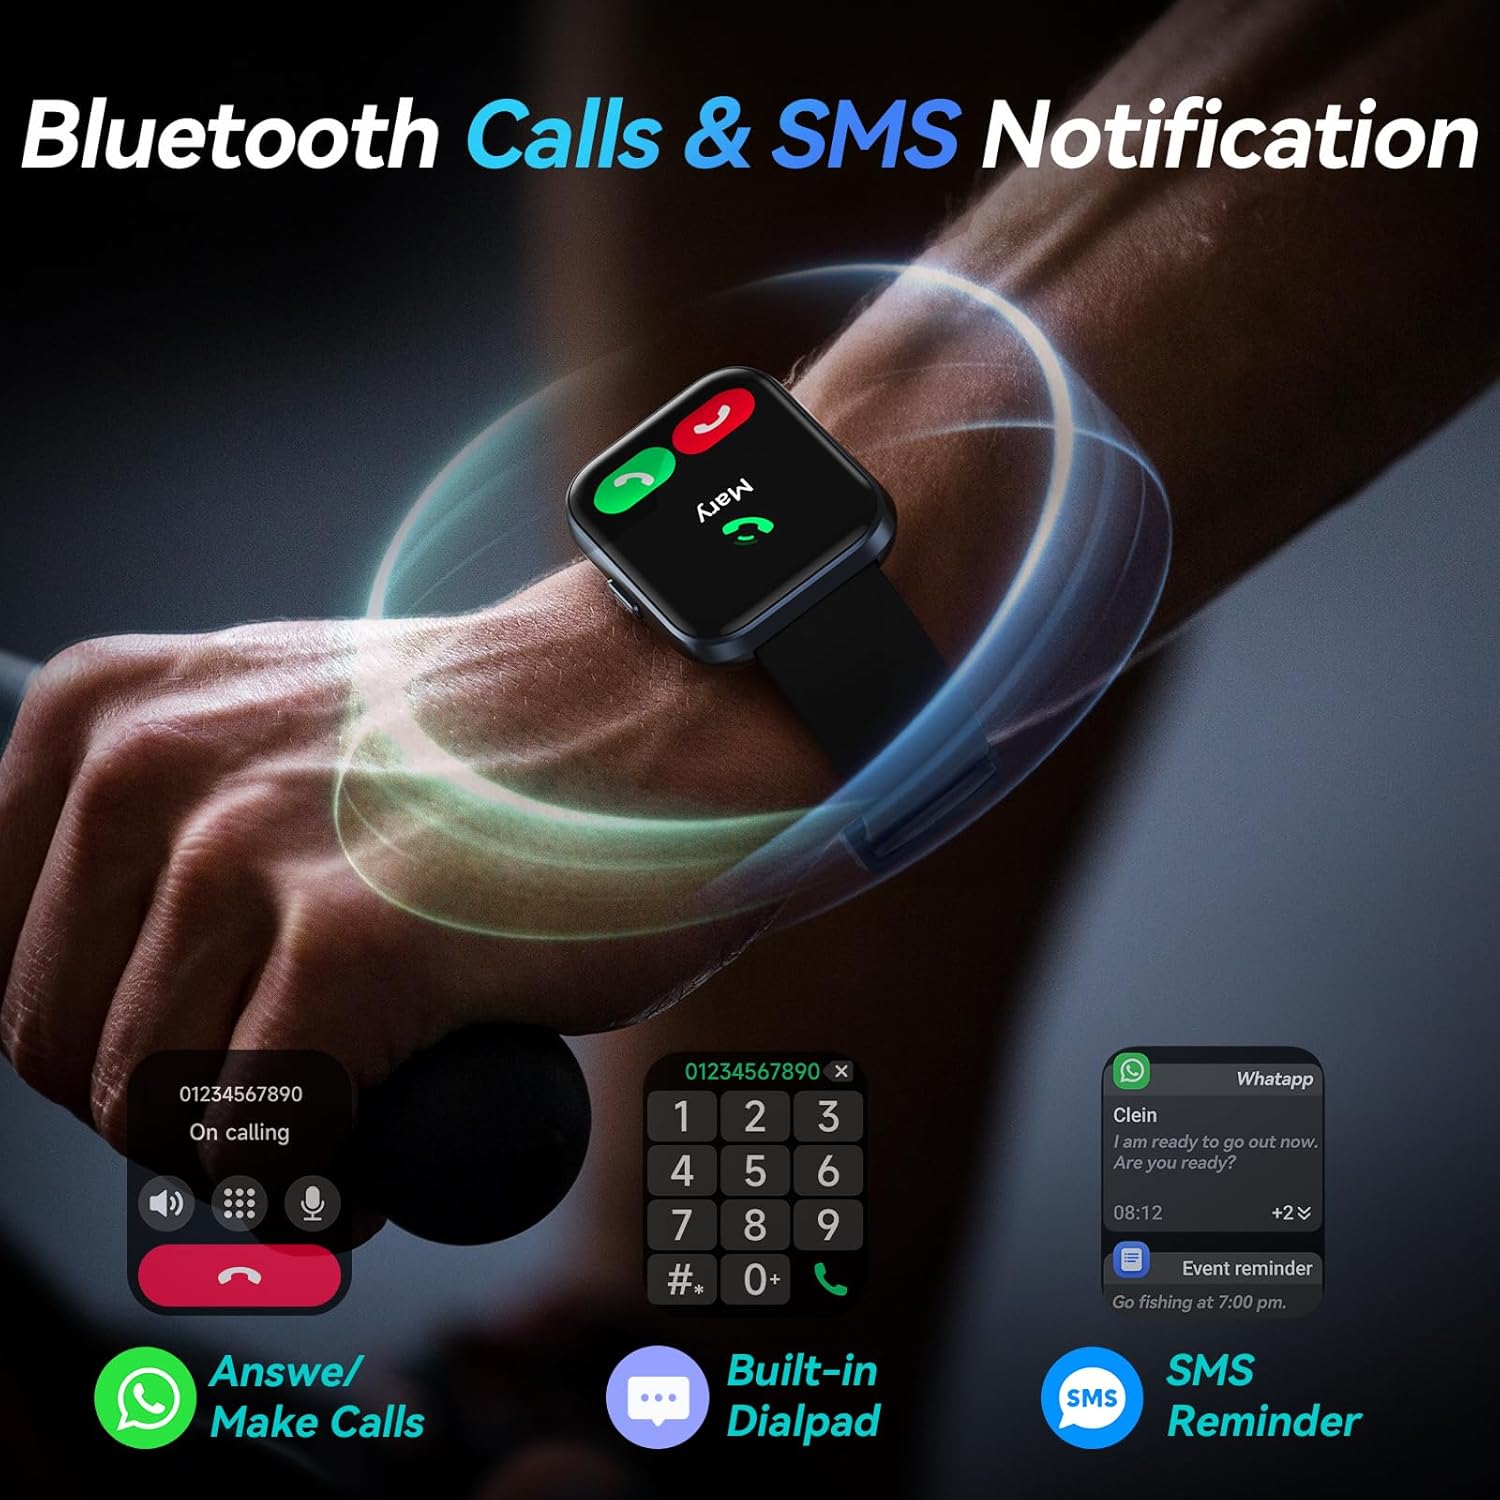 Bluetooth Calls & SMS Notification
Mary
01234567890
On calling
01234567890
1 2 3
4 5 6
7 8 9
#* 0+
Whatapp
Clein
I am ready to go out now.
Are you ready?
08:12 +2
Event reminder
Go fishing at 7:00 pm.
Answe/
Make Calls
Built-in
Dialpad
SMS
SMS
Reminder